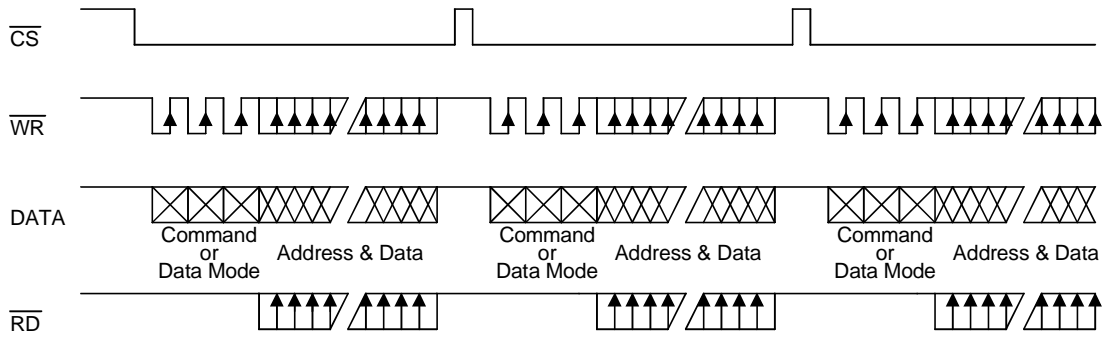 CS
WR
DATA
Command
or
Data Mode
Address & Data
Command
or
Data Mode
Address & Data
Command
or
Data Mode
Address & Data
RD